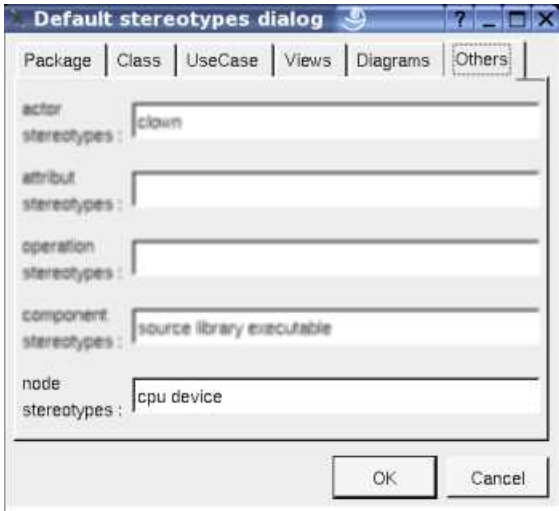 Default stereotypes dialog
Package Class UseCase Views Diagrams Others
actor
stereotypes :
clown
attribut
stereotypes :
operation
stereotypes :
component
stereotypes :
source library executable
node
stereotypes :
cpu device
OK Cancel